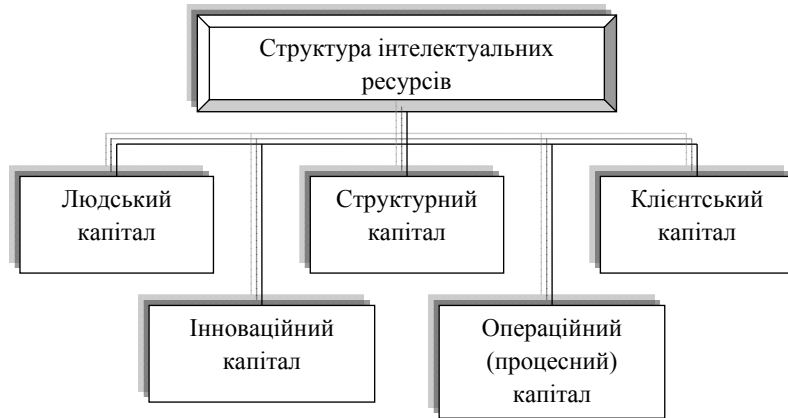 Структура інтелектуальних
ресурсів
Людський
капітал
Структурний
капітал
Клієнтський
капітал
Інноваційний
капітал
Операційний
(процесний)
капітал